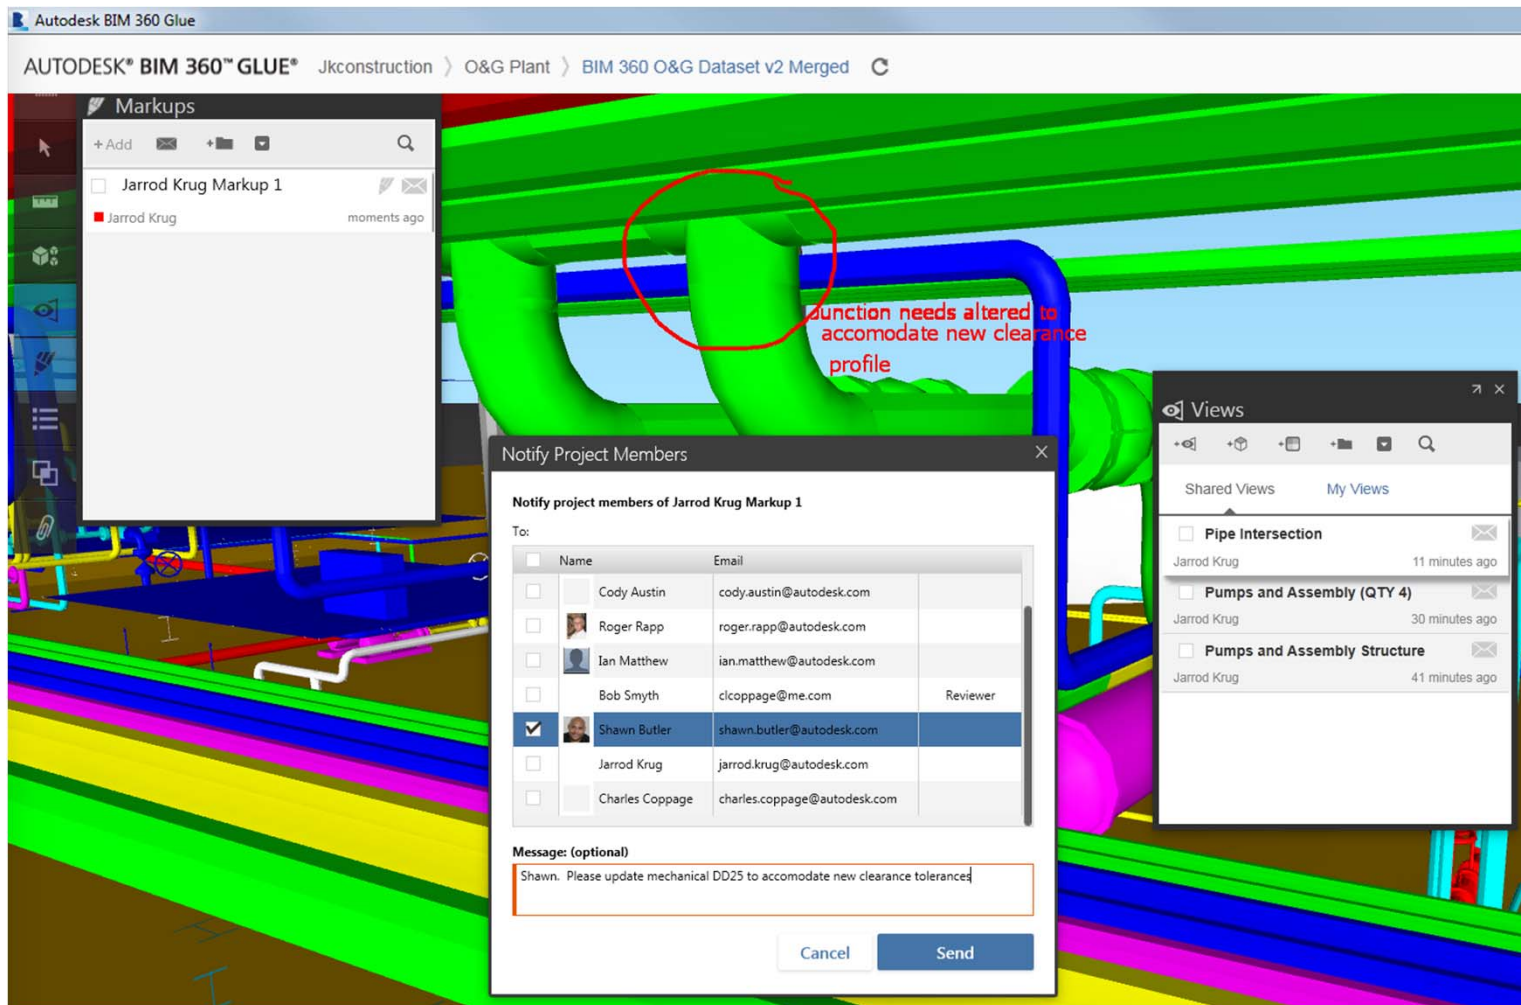 Autodesk BIM 360 Glue
AUTODESK® BIM 360™ GLUE® Jkconstruction 〉 O&G Plant 〉 BIM 360 O&G Dataset v2 Merged
Markups
+ Add
Jarrod Krug Markup 1
Jarrod Krug moments ago
Junction needs altered to
accomodate new clearance
profile
Notify Project Members
Notify project members of Jarrod Krug Markup 1
To:
Name Email
Cody Austin cody.austin@autodesk.com
Roger Rapp roger.rapp@autodesk.com
Ian Matthew ian.matthew@autodesk.com
Bob Smyth clcoppage@me.com Reviewer
Shawn Butler shawn.butler@autodesk.com
Jarrod Krug jarrod.krug@autodesk.com
Charles Coppage charles.coppage@autodesk.com
Message: (optional)
Shawn. Please update mechanical DD25 to accomodate new clearance tolerances
Cancel Send
Views
Shared Views My Views
Pipe Intersection
Jarrod Krug 11 minutes ago
Pumps and Assembly (QTY 4)
Jarrod Krug 30 minutes ago
Pumps and Assembly Structure
Jarrod Krug 41 minutes ago